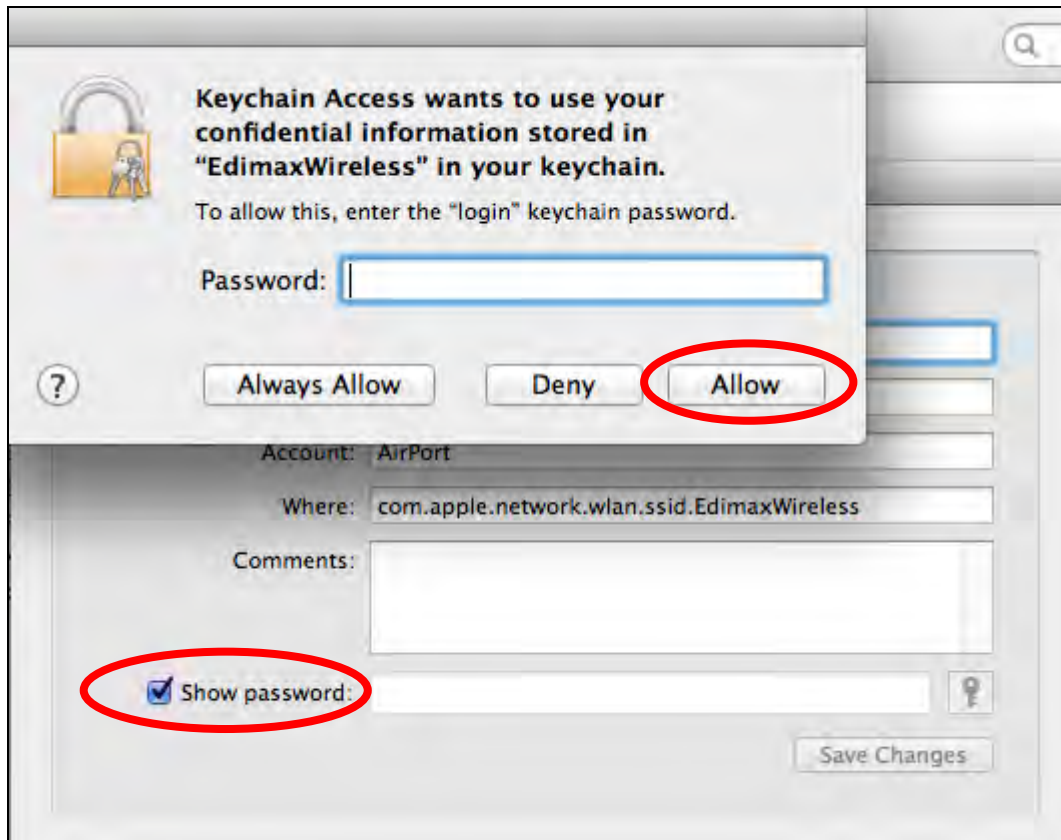 Keychain Access wants to use your
confidential information stored in
“EdimaxWireless” in your keychain.
To allow this, enter the “login” keychain password.
Password:
?
Always Allow
Deny
Allow
Account: AirPort
Where: com.apple.network.wlan.ssid.EdimaxWireless
Comments:
Show password:
Save Changes